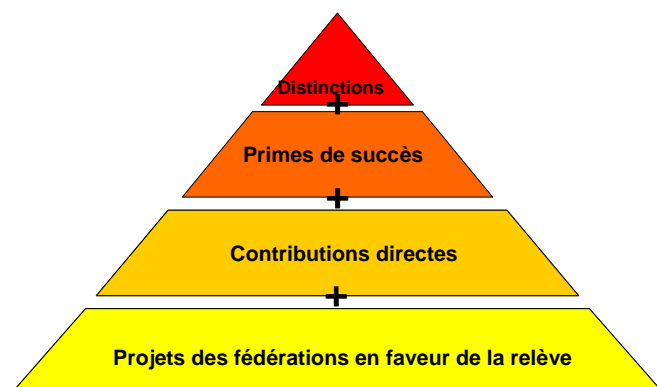 Distinctions
+
Primes de succès
+
Contributions directes
+
Projets des fédérations en faveur de la relève